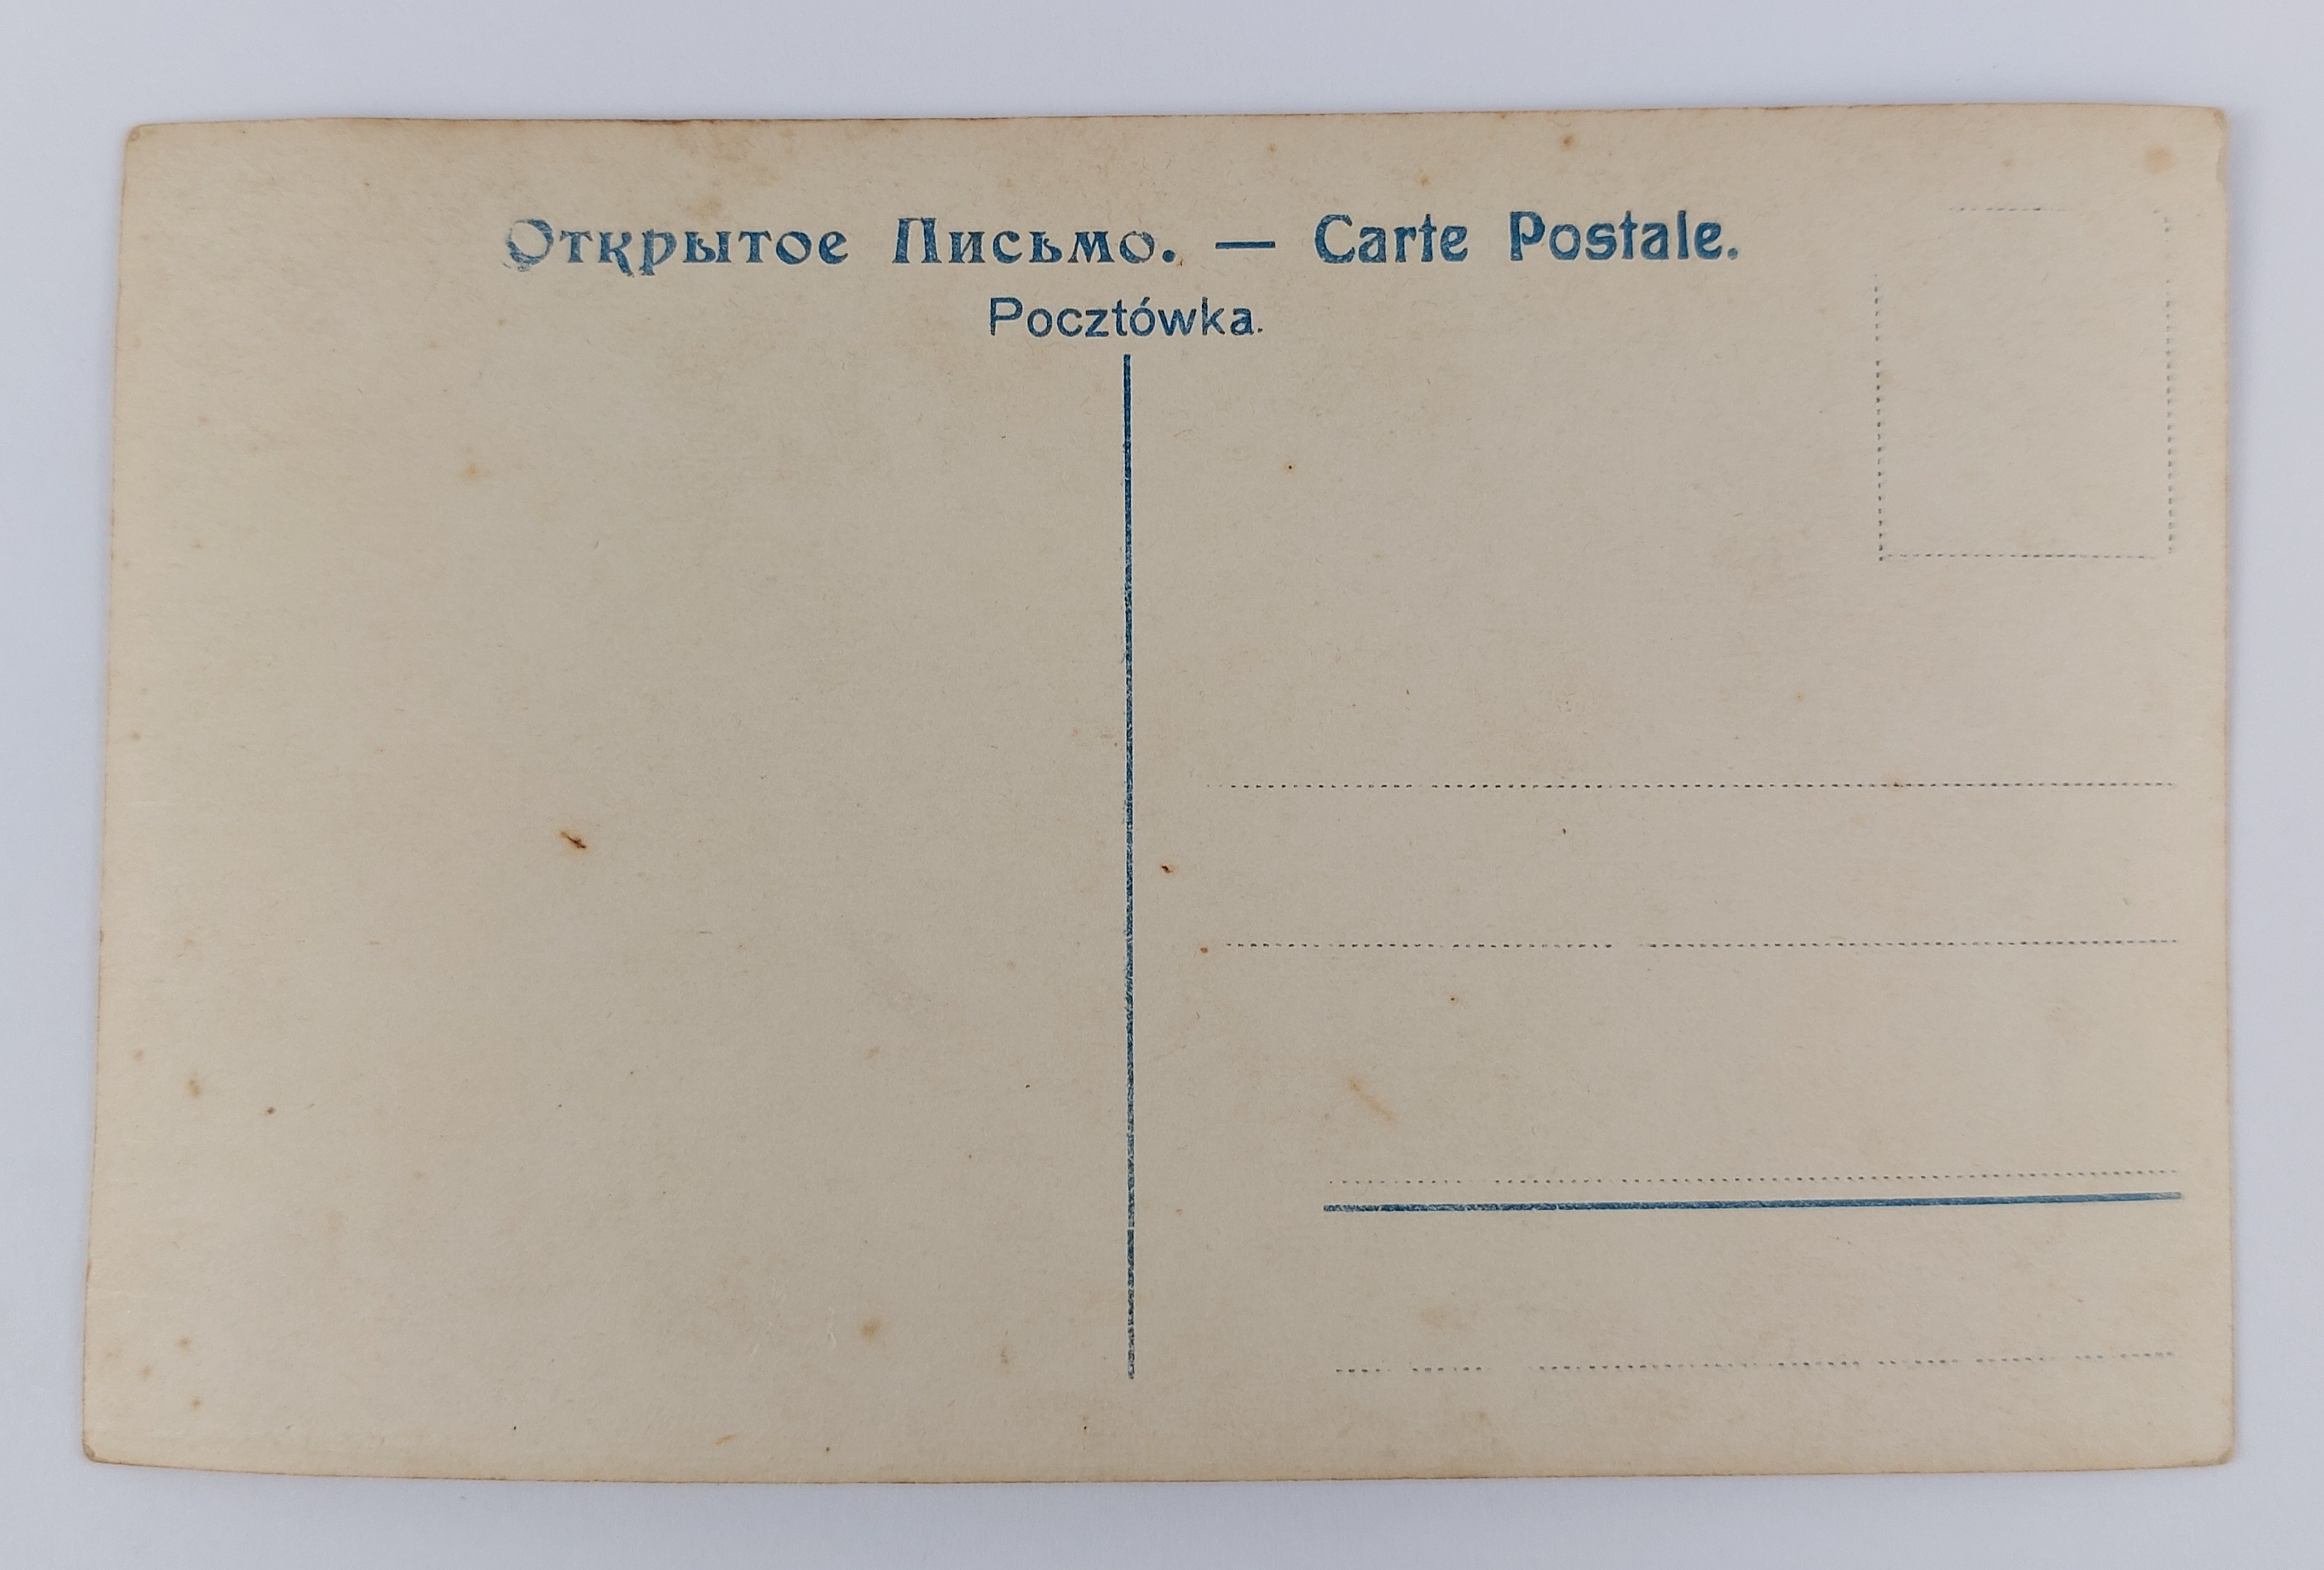 Открытое Письмо. — Carte Postale.
Pocztówka.